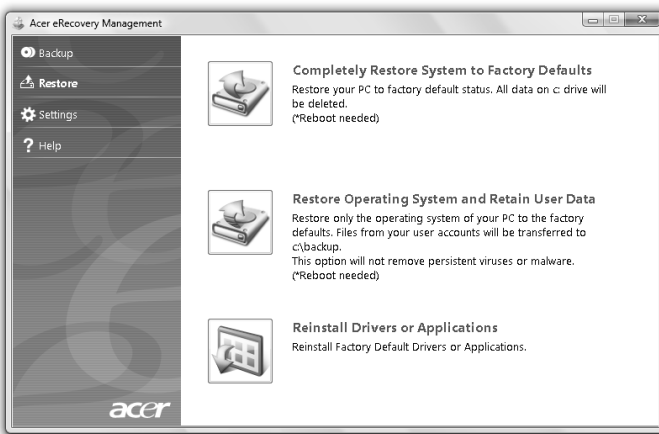 Acer eRecovery Management
Backup
Restore
Settings
Help
Completely Restore System to Factory Defaults
Restore your PC to factory default status. All data on c: drive will
be deleted.
(*Reboot needed)
Restore Operating System and Retain User Data
Restore only the operating system of your PC to the factory
defaults. Files from your user accounts will be transferred to
c:\backup.
This option will not remove persistent viruses or malware.
(*Reboot needed)
Reinstall Drivers or Applications
Reinstall Factory Default Drivers or Applications.
acer